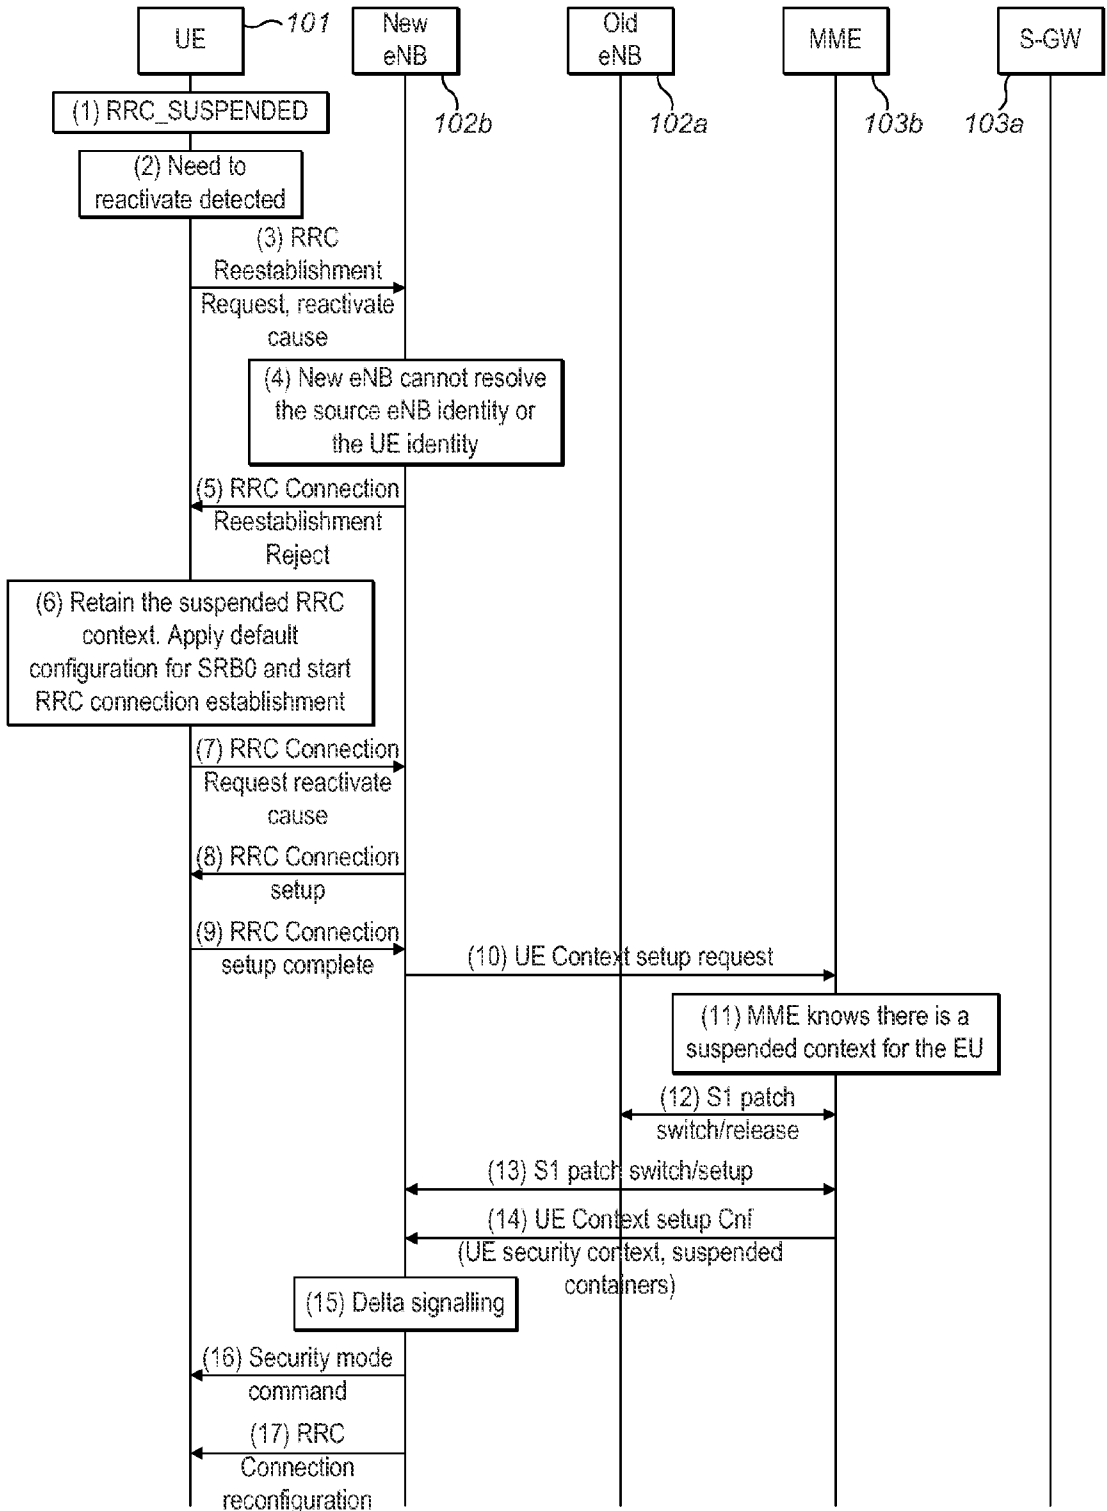 UE
101
New
eNB
102b
Old
eNB
102a
MME
103b
S-GW
103a
(1) RRC_SUSPENDED
(2) Need to
reactivate detected
(3) RRC
Reestablishment
Request, reactivate
cause
(4) New eNB cannot resolve
the source eNB identity or
the UE identity
(5) RRC Connection
Reestablishment
Reject
(6) Retain the suspended RRC
context. Apply default
configuration for SRB0 and start
RRC connection establishment
(7) RRC Connection
Request reactivate
cause
(8) RRC Connection
setup
(9) RRC Connection
setup complete
(10) UE Context setup request
(11) MME knows there is a
suspended context for the EU
(12) S1 patch
switch/release
(13) S1 patch switch/setup
(14) UE Context setup Cnf
(UE security context, suspended
containers)
(15) Delta signalling
(16) Security mode
command
(17) RRC
Connection
reconfiguration